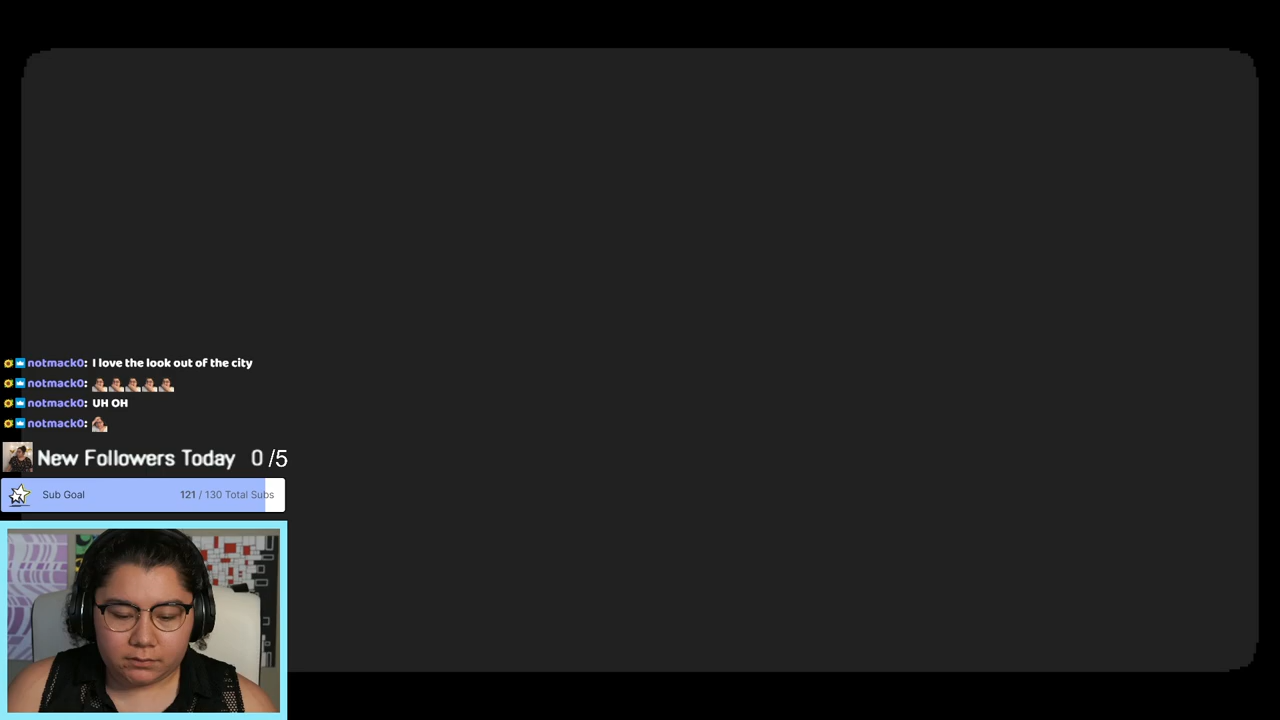 notmack0: I love the look out of the city
notmack0:
notmack0: UH OH
notmack0:
New Followers Today 0 /5
Sub Goal 121 / 130 Total Subs